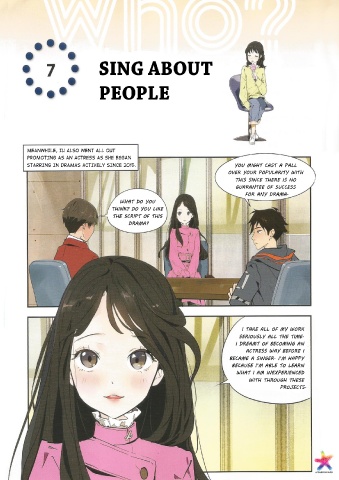 Who?
7
SING ABOUT
PEOPLE
MEANWHILE, IU ALSO WENT ALL OUT
PROMOTING AS AN ACTRESS AS SHE BEGAN
STARRING IN DRAMAS ACTIVELY SINCE 2015.
WHAT DO YOU
THINK? DO YOU LIKE
THE SCRIPT OF THIS
DRAMA?
YOU MIGHT CAST A PALL
OVER YOUR POPULARITY WITH
THIS SINCE THERE IS NO
GUARANTEE OF SUCCESS
FOR ANY DRAMA.
I TAKE ALL OF MY WORK
SERIOUSLY ALL THE TIME.
I DREAMT OF BECOMING AN
ACTRESS WAY BEFORE I
BECAME A SINGER. I'M HAPPY
BECAUSE I'M ABLE TO LEARN
WHAT I AM INEXPERIENCED
WITH THROUGH THESE
PROJECTS.